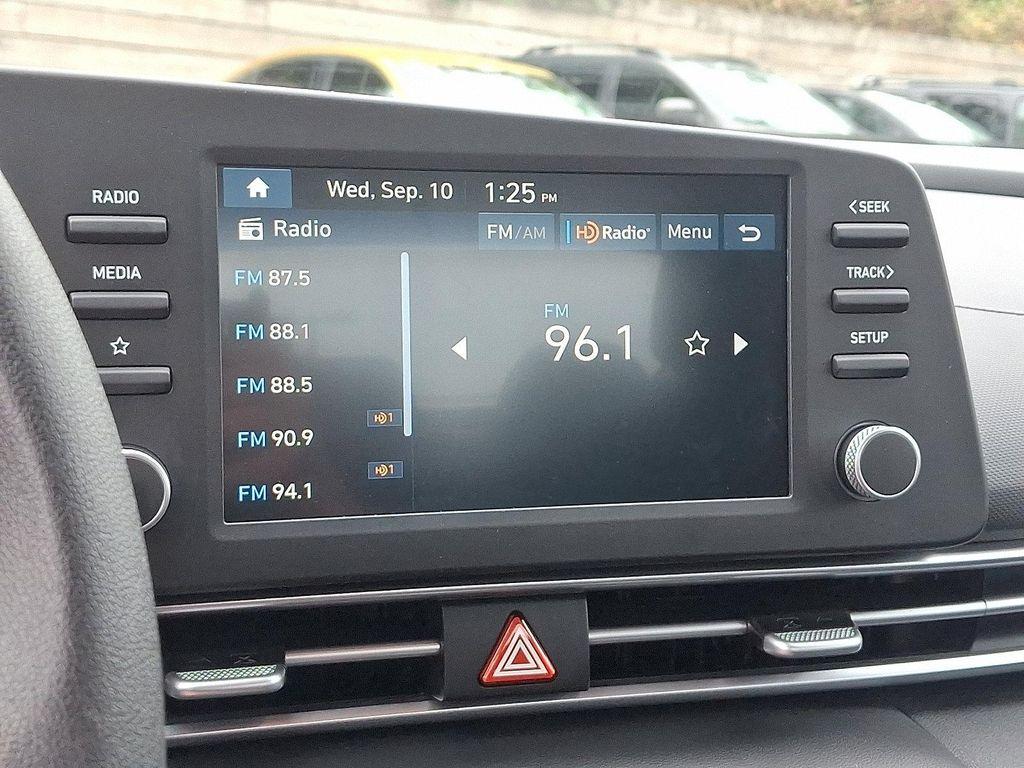 RADIO
MEDIA
Wed, Sep. 10 1:25 PM
Radio FM/AM HD Radio Menu
FM 87.5
FM 88.1
FM 88.5
HD1
FM 90.9
HD1
FM 94.1
FM
96.1
<SEEK
TRACK>
SETUP